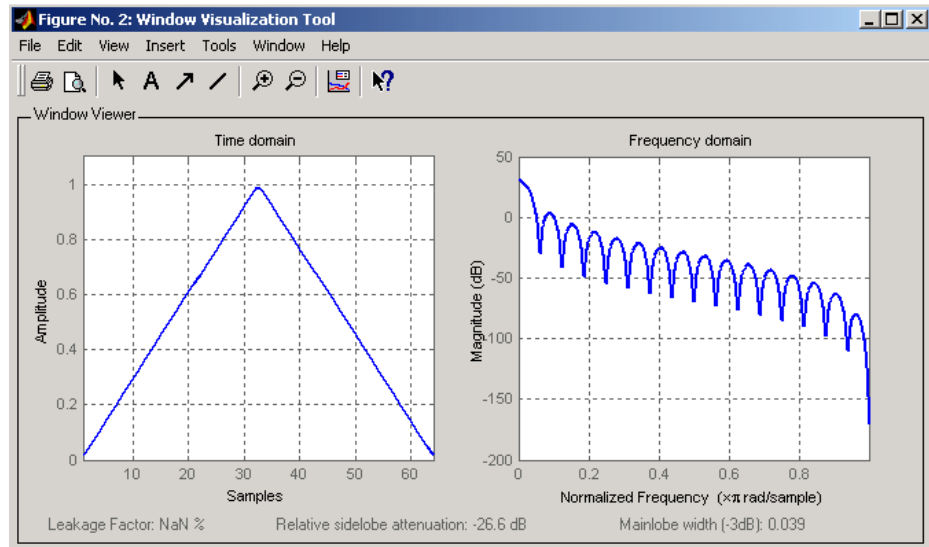 Figure No. 2: Window Visualization Tool
File Edit View Insert Tools Window Help
A
Window Viewer
Time domain
Frequency domain
1
0.8
0.6
0.4
0.2
0
Amplitude
10 20 30 40 50 60
Samples
50
0
-50
-100
-150
-200
Magnitude (dB)
0 0.2 0.4 0.6 0.8
Normalized Frequency (×π rad/sample)
Leakage Factor: NaN % Relative sidelobe attenuation: -26.6 dB Mainlobe width (-3dB): 0.039